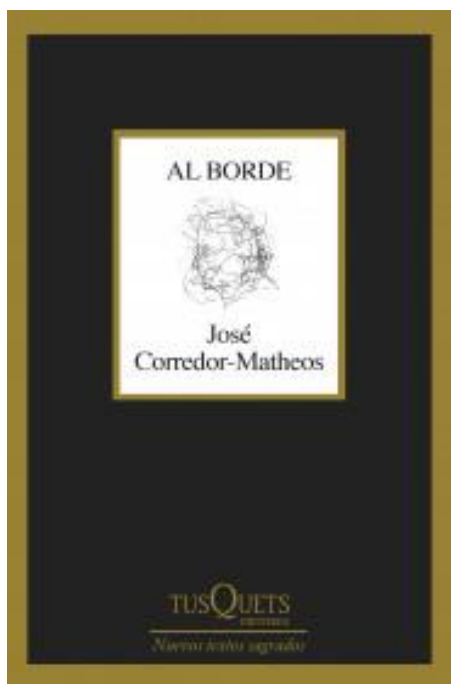 AL BORDE
José
Corredor-Matheos
TUSQUETS
EDITORES
Nuevos textos sagrados